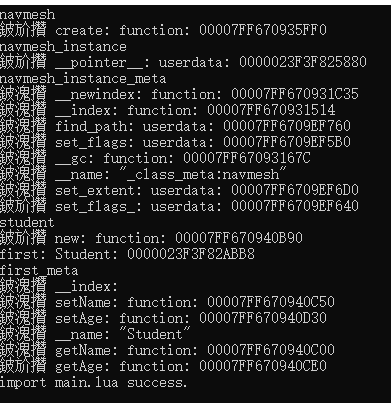 navmesh
鈹斺攢 create: function: 00007FF670935FF0
navmesh_instance
鈹斺攢 __pointer__: userdata: 0000023F3F825880
navmesh_instance_meta
鈹溾攢 __newindex: function: 00007FF670931C35
鈹溾攢 __index: function: 00007FF670931514
鈹溾攢 find_path: userdata: 00007FF6709EF760
鈹溾攢 set_flags: userdata: 00007FF6709EF5B0
鈹溾攢 __gc: function: 00007FF67093167C
鈹溾攢 __name: "_class_meta:navmesh"
鈹溾攢 set_extent: userdata: 00007FF6709EF6D0
鈹斺攢 set_flags_: userdata: 00007FF6709EF640
student
鈹斺攢 new: function: 00007FF670940B90
first: Student: 0000023F3F82ABB8
first_meta
鈹溾攢 __index:
鈹溾攢 setName: function: 00007FF670940C50
鈹溾攢 setAge: function: 00007FF670940D30
鈹溾攢 __name: "Student"
鈹溾攢 getName: function: 00007FF670940C00
鈹斺攢 getAge: function: 00007FF670940CE0
import main.lua success.